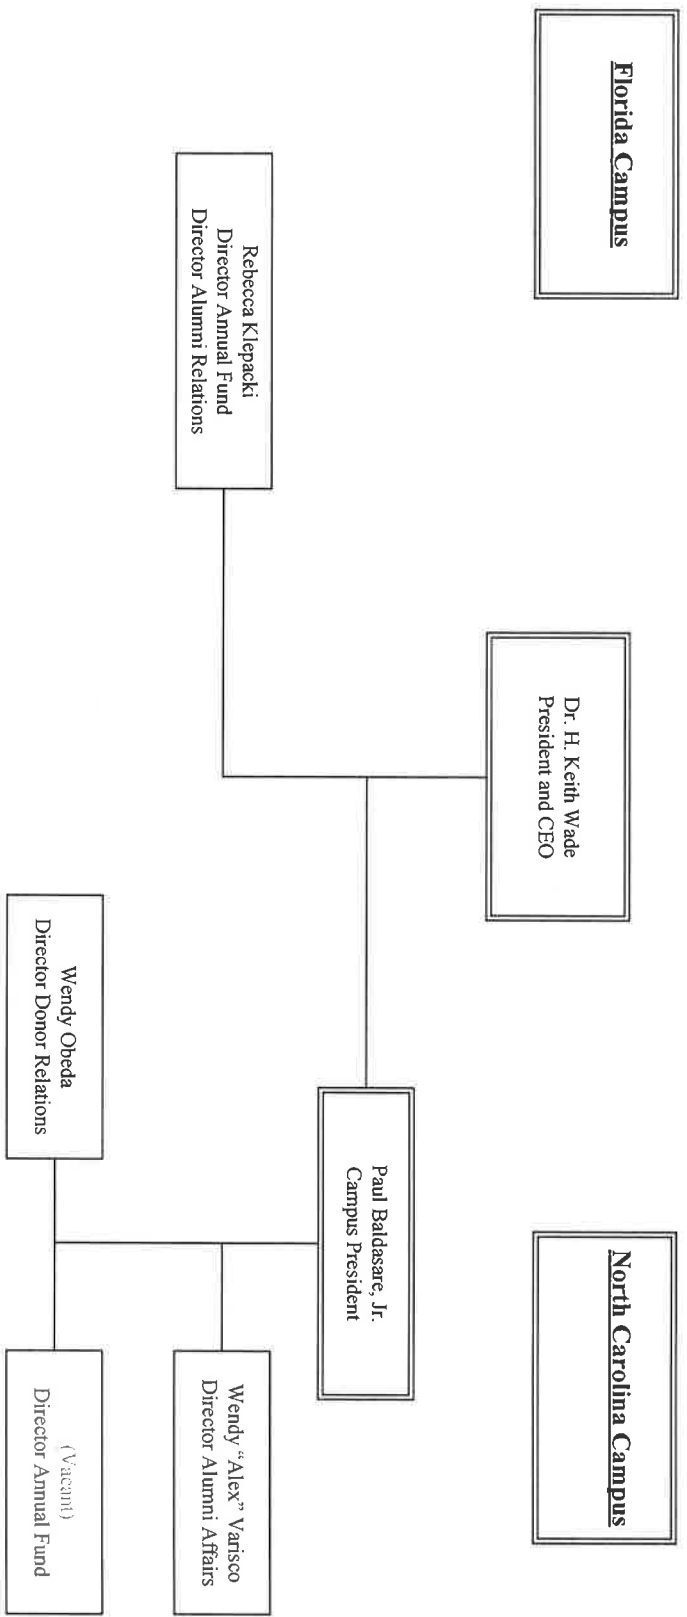 Florida Campus
North Carolina Campus
Dr. H. Keith Wade
President and CEO
Paul Baldasare, Jr.
Campus President
Rebecca Klepacki
Director Annual Fund
Director Alumni Relations
Wendy “Alex” Varisco
Director Alumni Affairs
Wendy Obeda
Director Donor Relations
(Vacant)
Director Annual Fund